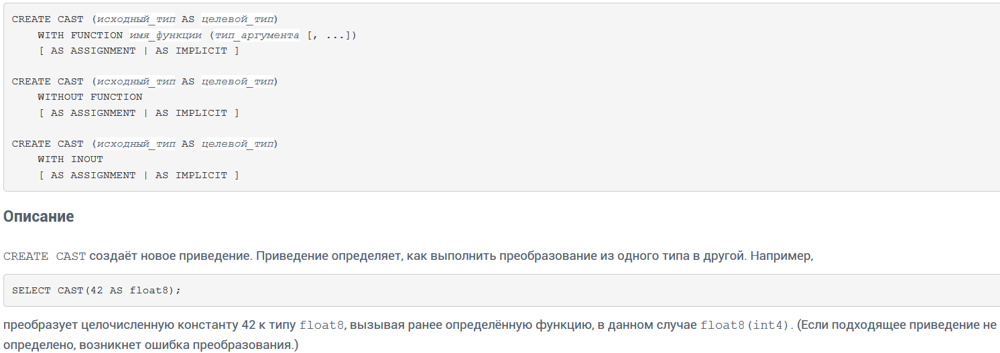 CREATE CAST (исходный_тип AS целевой_тип)
    WITH FUNCTION имя_функции (тип_аргумента [, ...])
    [ AS ASSIGNMENT | AS IMPLICIT ]

CREATE CAST (исходный_тип AS целевой_тип)
    WITHOUT FUNCTION
    [ AS ASSIGNMENT | AS IMPLICIT ]

CREATE CAST (исходный_тип AS целевой_тип)
    WITH INOUT
    [ AS ASSIGNMENT | AS IMPLICIT ]
Описание
CREATE CAST создаёт новое приведение. Приведение определяет, как выполнить преобразование из одного типа в другой. Например,
SELECT CAST(42 AS float8);
преобразует целочисленную константу 42 к типу float8, вызывая ранее определённую функцию, в данном случае float8(int4). (Если подходящее приведение не
определено, возникнет ошибка преобразования.)